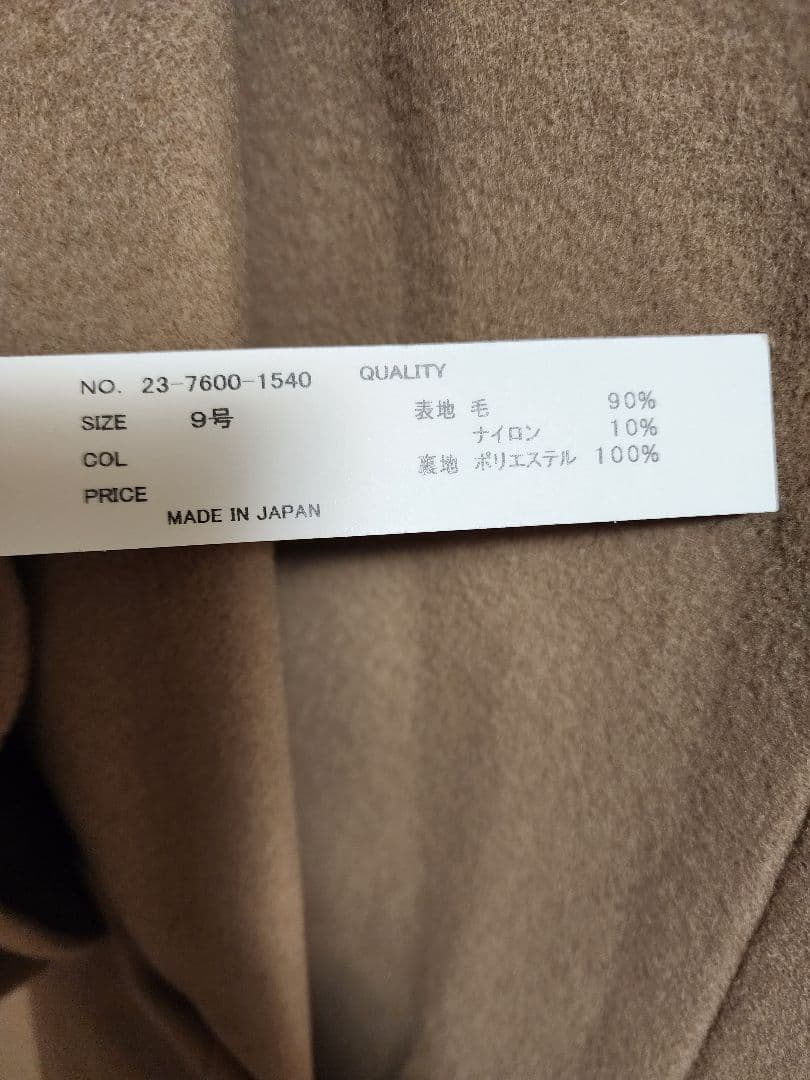 NO. 23-7600-1540
SIZE 9号
COL
PRICE
MADE IN JAPAN
QUALITY
表地 毛 90%
ナイロン 10%
裏地 ポリエステル 100%